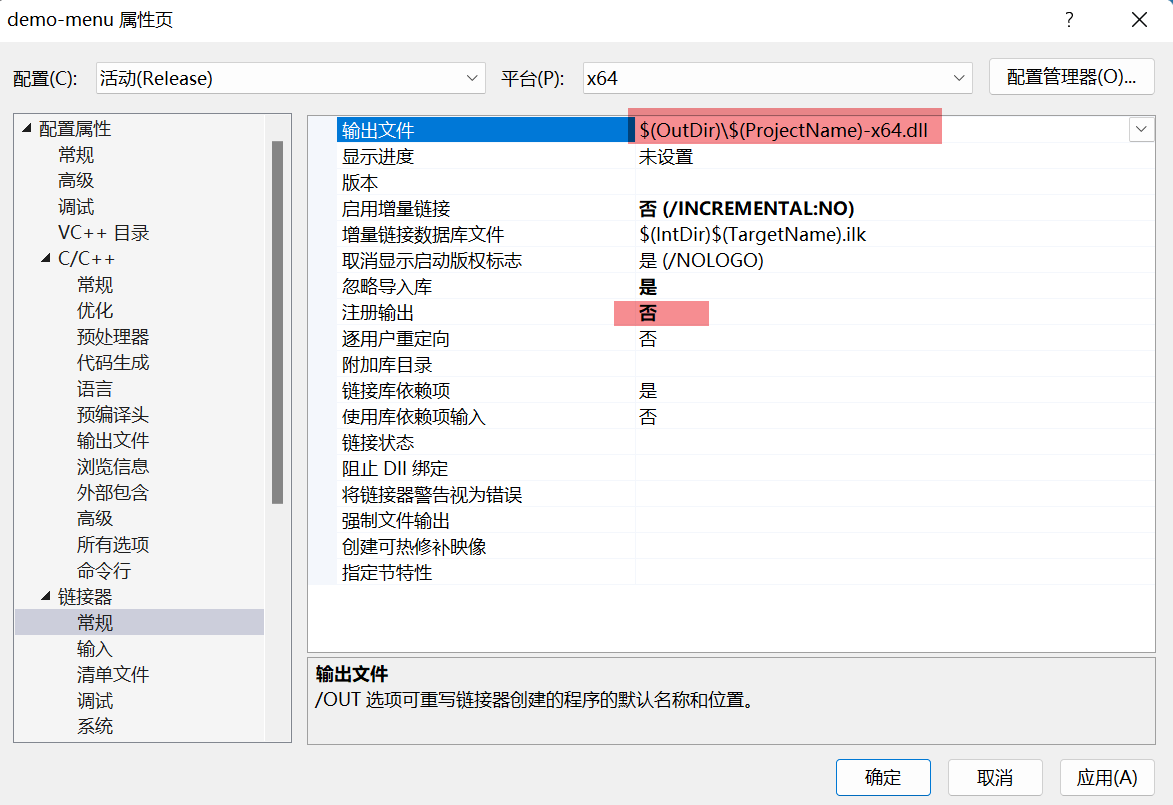 demo-menu 属性页
?
配置(C): 活动(Release) 平台(P): x64 配置管理器(O)...
配置属性
常规
高级
调试
VC++ 目录
C/C++
常规
优化
预处理器
代码生成
语言
预编译头
输出文件
浏览信息
外部包含
高级
所有选项
命令行
链接器
常规
输入
清单文件
调试
系统
输出文件 $(OutDir)\$(ProjectName)-x64.dll
显示进度 未设置
版本
启用增量链接 否 (/INCREMENTAL:NO)
增量链接数据库文件 $(IntDir)$(TargetName).ilk
取消显示启动版权标志 是 (/NOLOGO)
忽略导入库 是
注册输出 否
逐用户重定向 否
附加库目录
链接库依赖项 是
使用库依赖项输入 否
链接状态
阻止 Dll 绑定
将链接器警告视为错误
强制文件输出
创建可热修补映像
指定节特性
输出文件
/OUT 选项可重写链接器创建的程序的默认名称和位置。
确定 取消 应用(A)